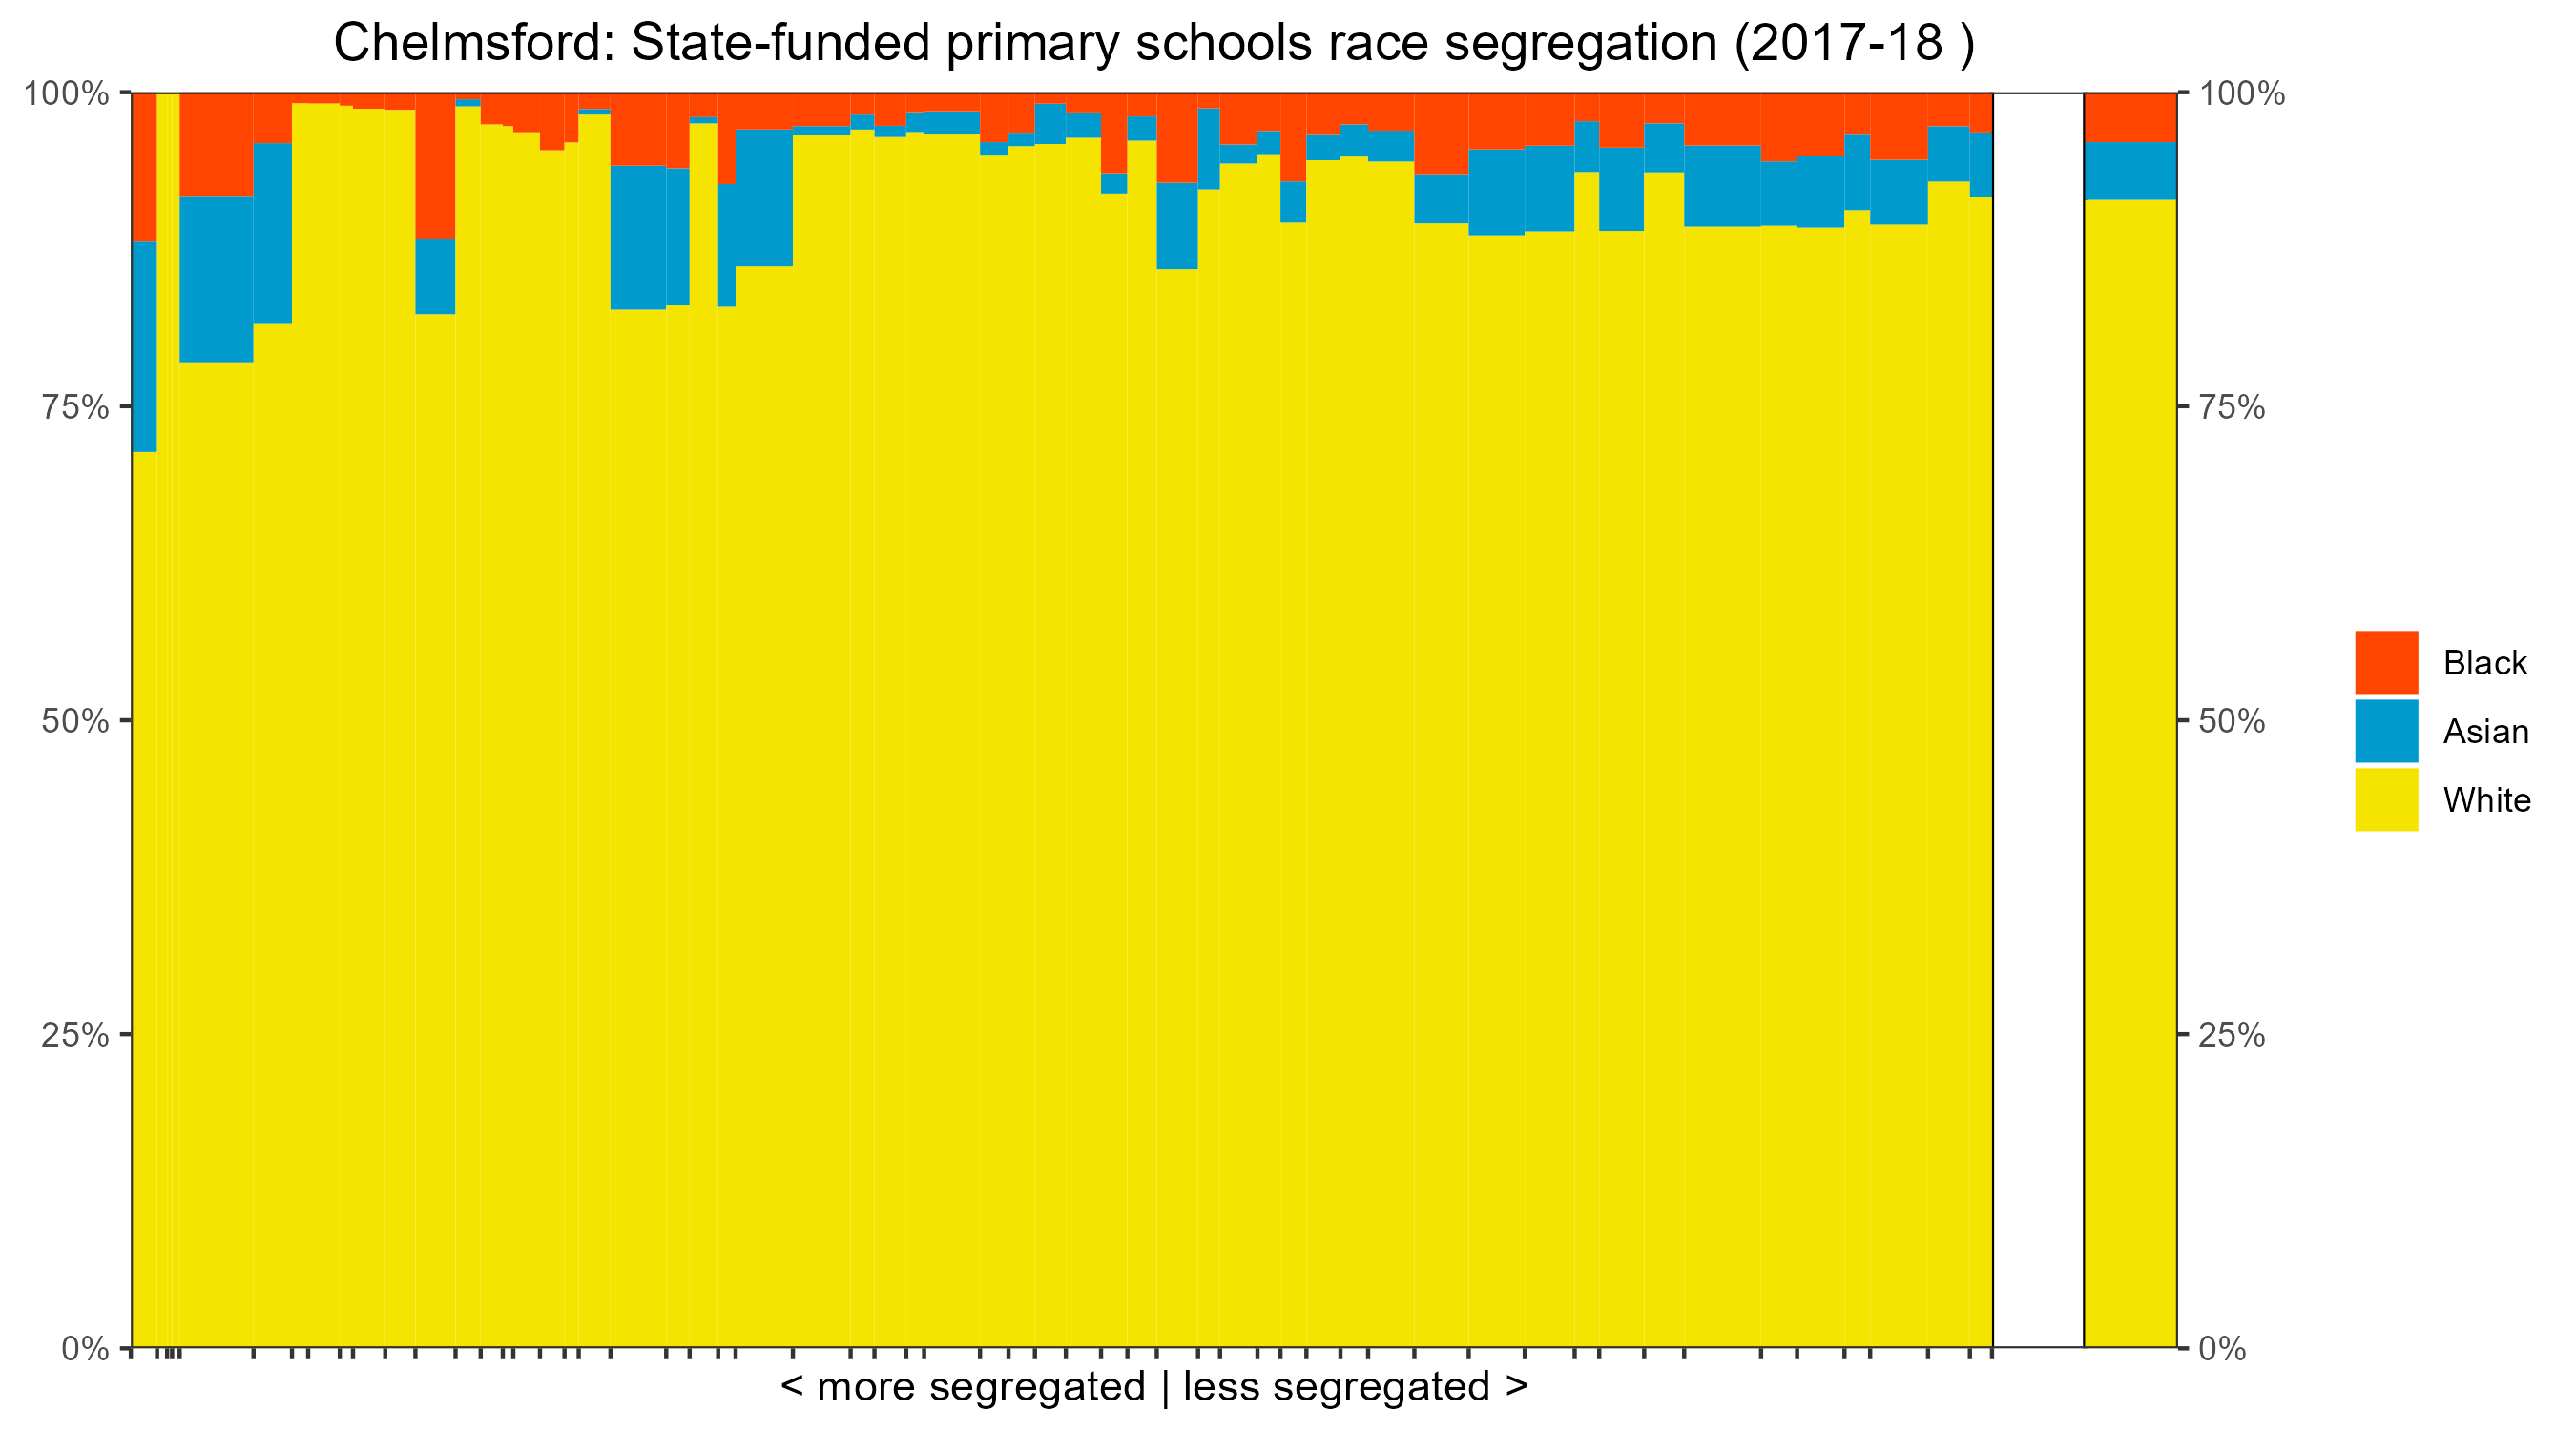 Chelmsford: State-funded primary schools race segregation (2017-18 )
100%
75%
50%
25%
0%
100%
75%
50%
25%
0%
Black
Asian
White
< more segregated | less segregated >